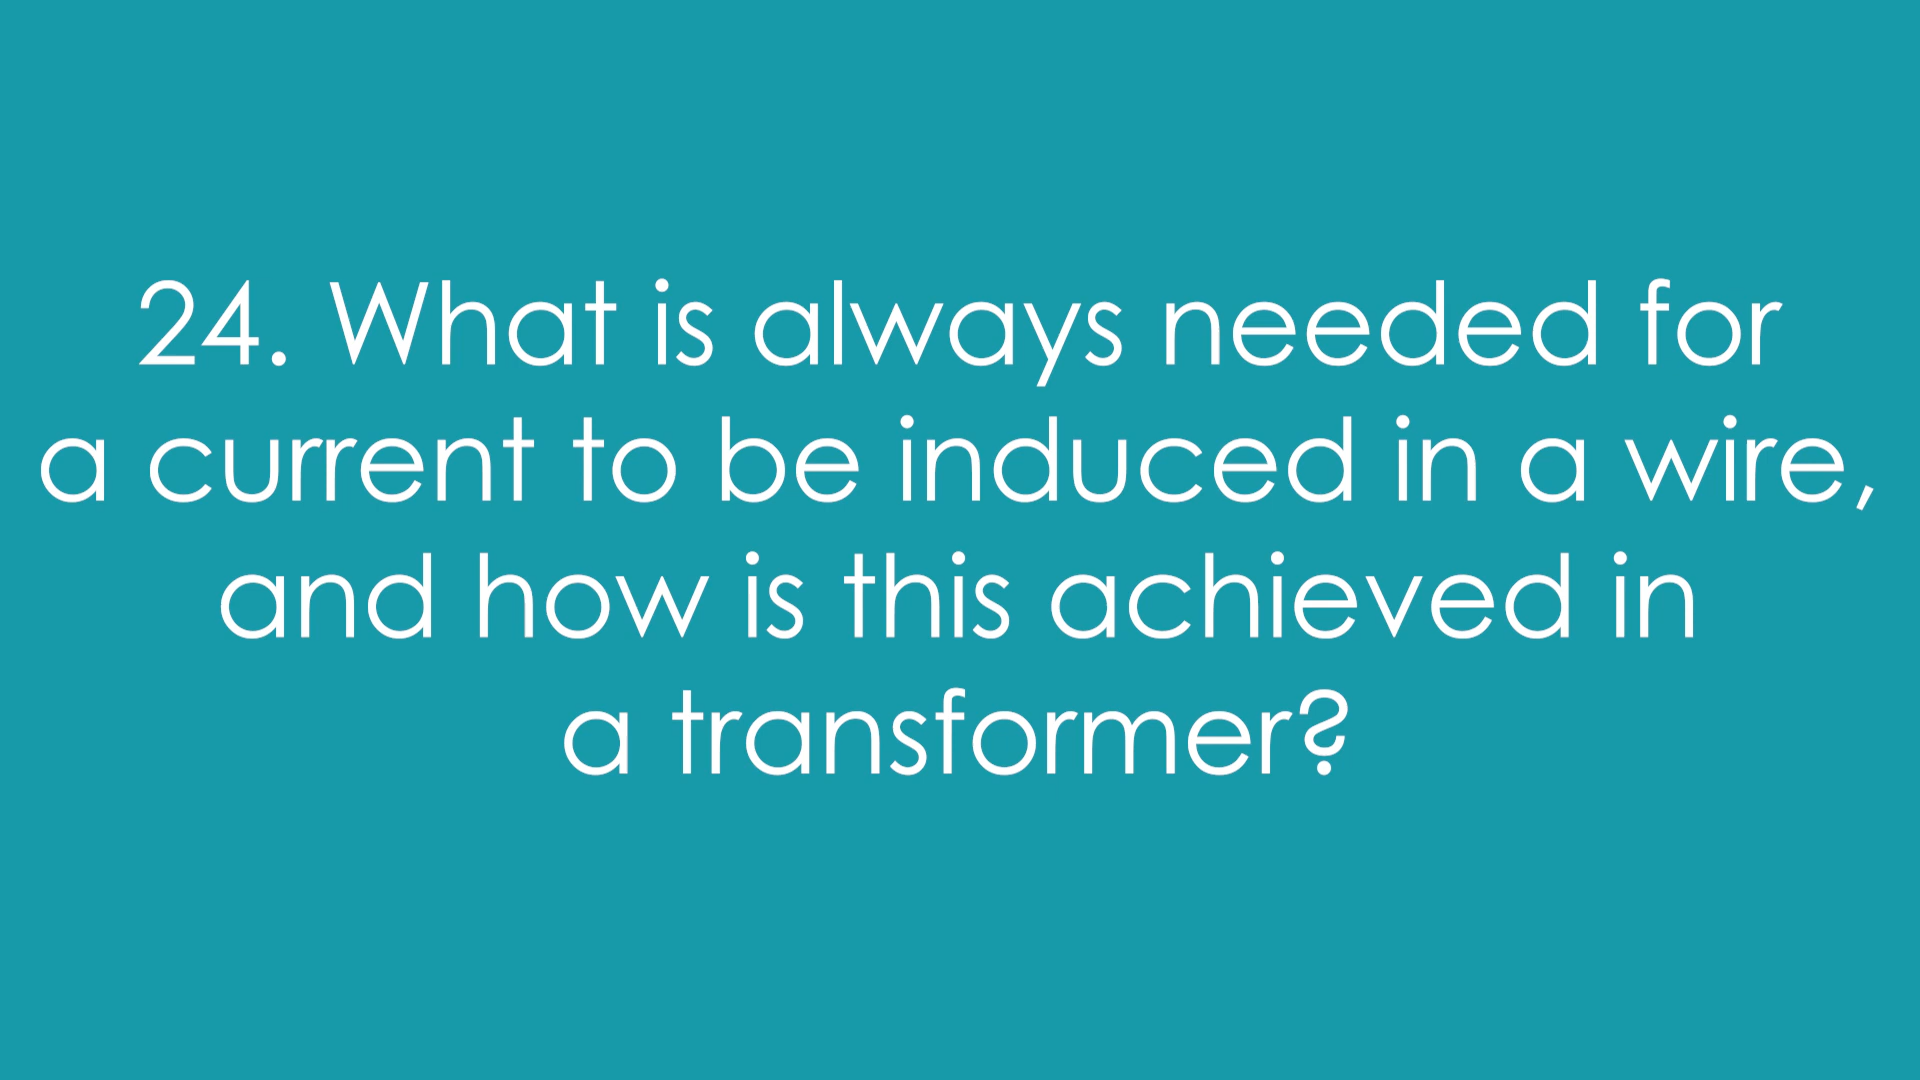 24. What is always needed for
a current to be induced in a wire,
and how is this achieved in
a transformer?